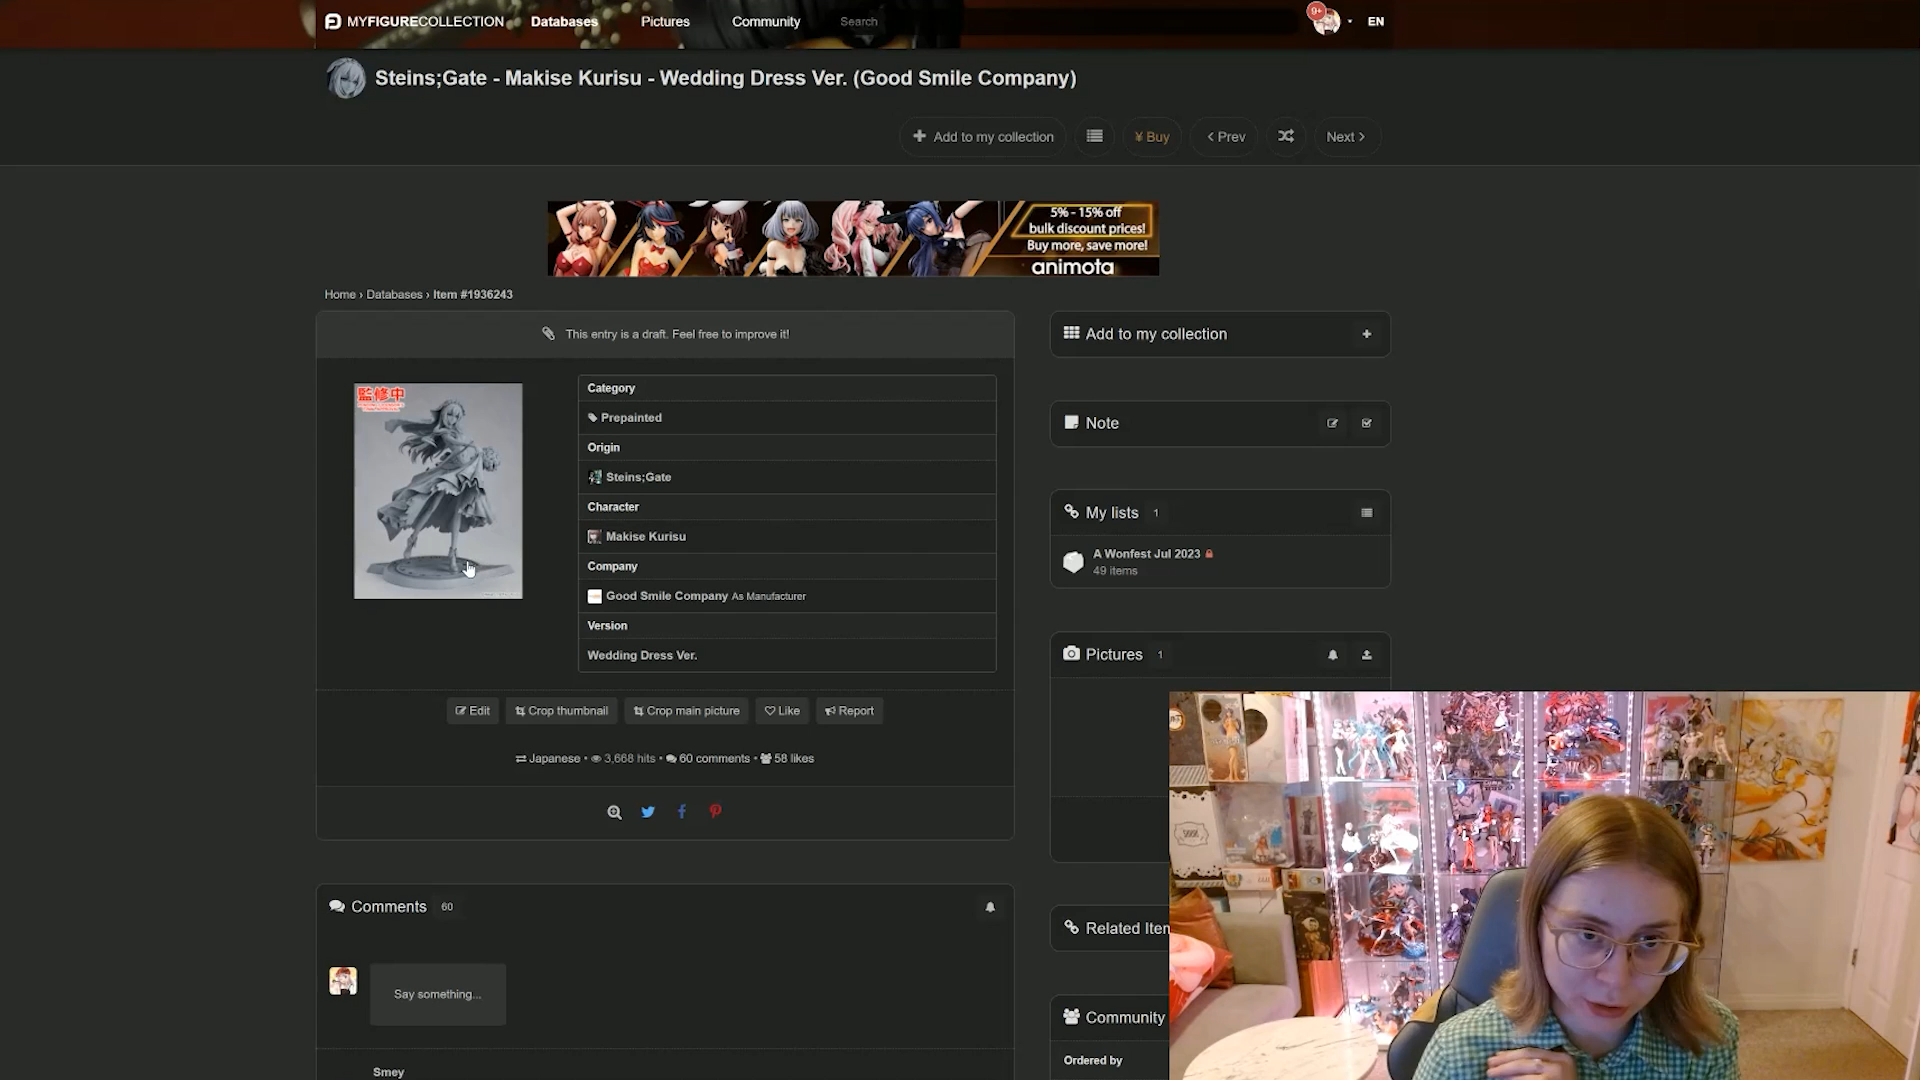 MYFIGURECOLLECTION
Databases
Pictures
Community
Search
9+
EN
Steins;Gate - Makise Kurisu - Wedding Dress Ver. (Good Smile Company)
+ Add to my collection
¥ Buy
< Prev
Next >
5% - 15% off
bulk discount prices!
Buy more, save more!
animota
Home › Databases › Item #1936243
This entry is a draft. Feel free to improve it!
監修中
Category
Prepainted
Origin
Steins;Gate
Character
Makise Kurisu
Company
Good Smile Company As Manufacturer
Version
Wedding Dress Ver.
Edit
Crop thumbnail
Crop main picture
Like
Report
Japanese • 3,668 hits • 60 comments • 58 likes
Comments 60
Say something...
Smey
Add to my collection +
Note
My lists 1
A Wonfest Jul 2023
49 items
Pictures 1
Related Iten
Community
Ordered by